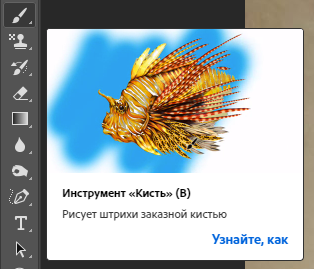 Инструмент «Кисть» (B)
Рисует штрихи заказной кистью
Узнайте, как